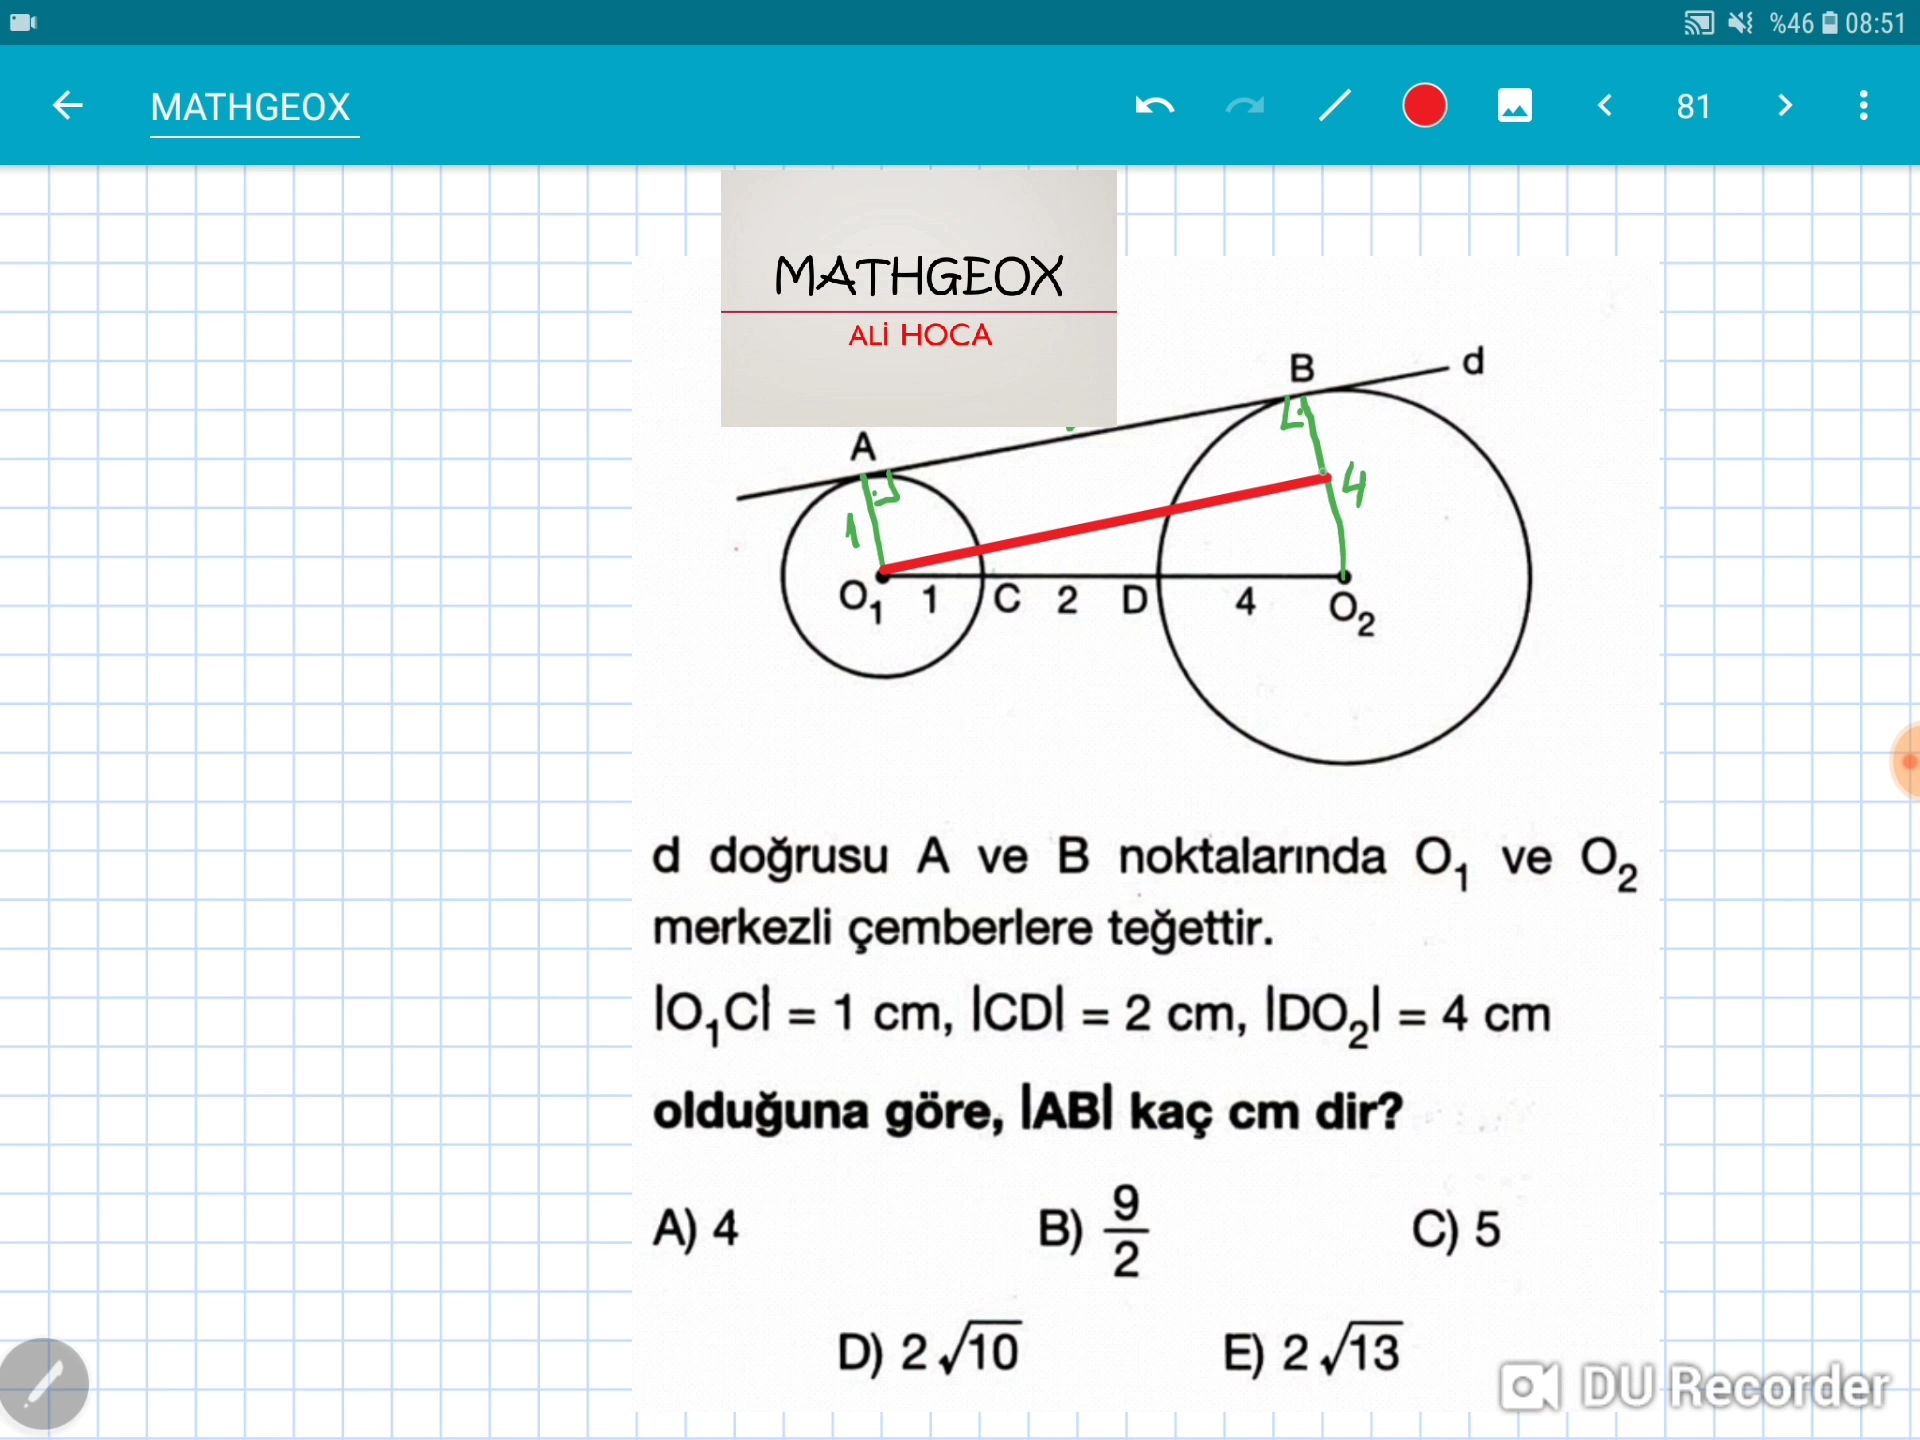 %46 08:51
MATHGEOX
81
MATHGEOX
ALİ HOCA
B d
A
4
1
O₁ 1 C 2 D 4 O₂
d doğrusu A ve B noktalarında O₁ ve O₂
merkezli çemberlere teğettir.
|O₁C| = 1 cm, |CD| = 2 cm, |DO₂| = 4 cm
olduğuna göre, |AB| kaç cm dir?
A) 4 B) 9/2 C) 5
D) 2√10 E) 2√13
DU Recorder